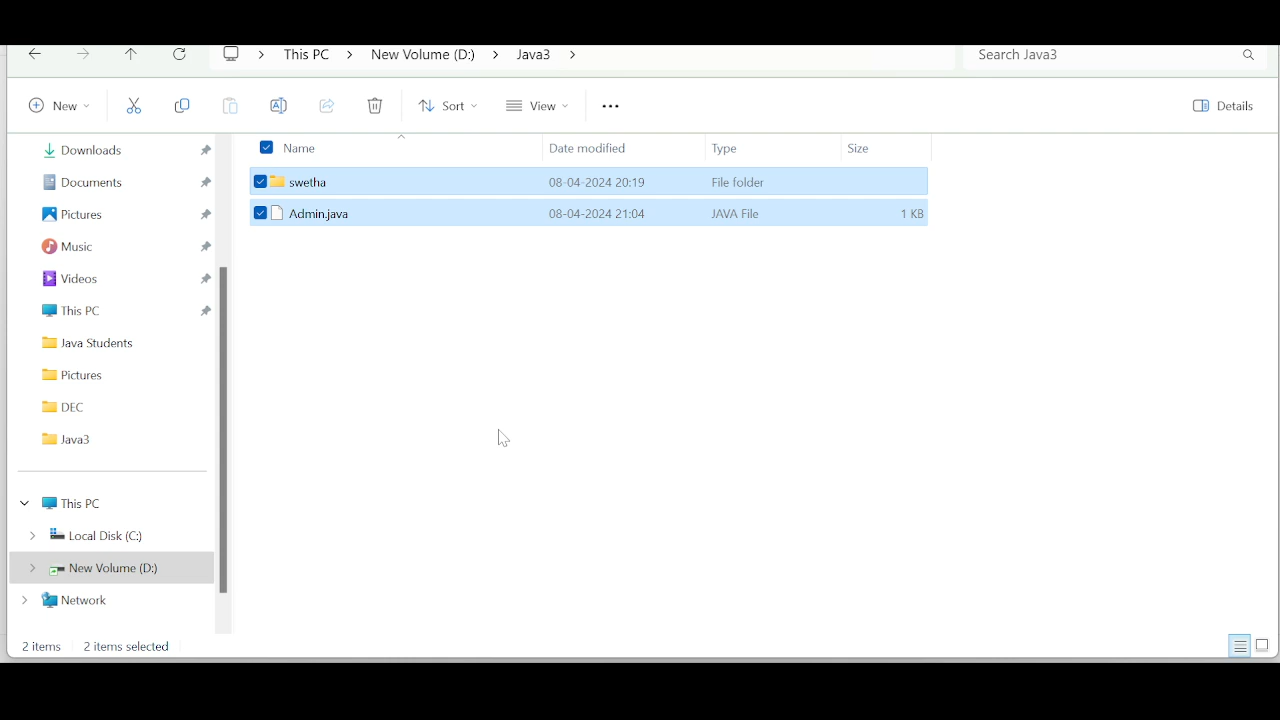 This PC > New Volume (D:) > Java3 >
Search Java3
New
Sort
View
Details
Downloads
Documents
Pictures
Music
Videos
This PC
Java Students
Pictures
DEC
Java3
This PC
Local Disk (C:)
New Volume (D:)
Network
Name Date modified Type Size
swetha 08-04-2024 20:19 File folder
Admin.java 08-04-2024 21:04 JAVA File 1 KB
2 items 2 items selected